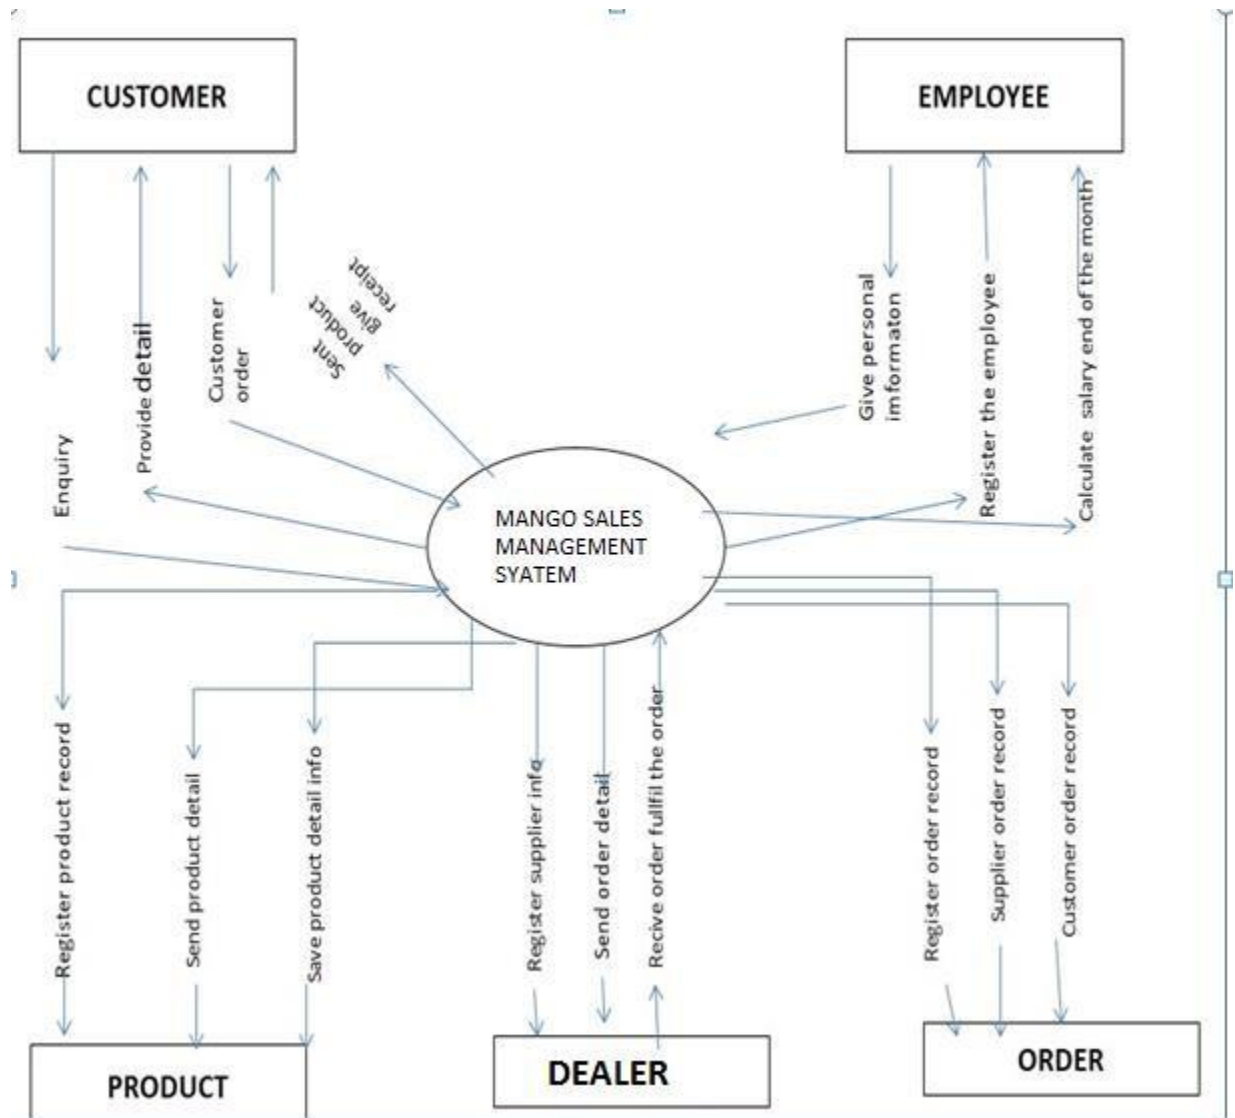 CUSTOMER
EMPLOYEE
Enquiry
Provide detail
Customer
order
Sent
product
give
receipt
Give personal
imformaton
Register the employee
Calculate salary end of the month
MANGO SALES
MANAGEMENT
SYATEM
Register product record
Send product detail
Save product detail info
Register supplier info
Send order detail
Recive order fullfil the order
Register order record
Supplier order record
Customer order record
PRODUCT
DEALER
ORDER